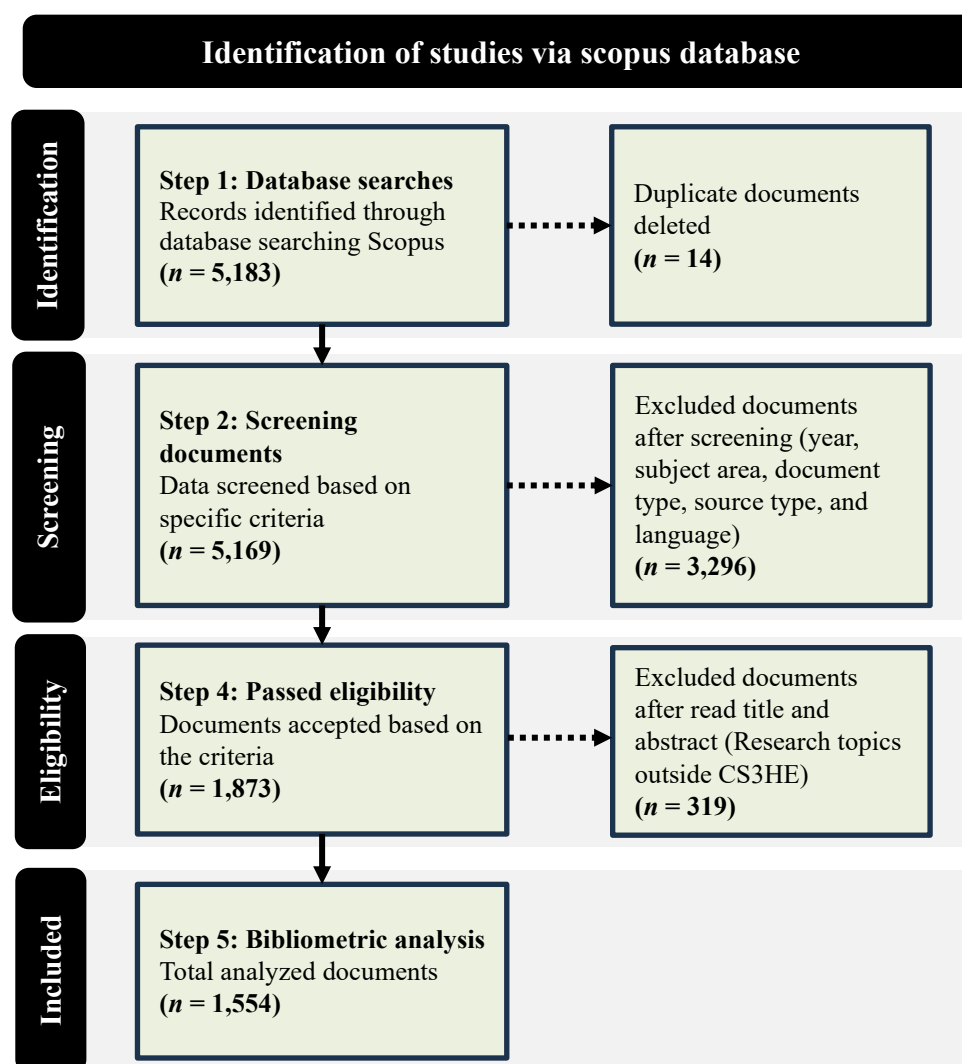 Identification of studies via scopus database
Identification
Step 1: Database searches
Records identified through
database searching Scopus
(n = 5,183)
Duplicate documents
deleted
(n = 14)
Screening
Step 2: Screening
documents
Data screened based on
specific criteria
(n = 5,169)
Excluded documents
after screening (year,
subject area, document
type, source type, and
language)
(n = 3,296)
Eligibility
Step 4: Passed eligibility
Documents accepted based on
the criteria
(n = 1,873)
Excluded documents
after read title and
abstract (Research topics
outside CS3HE)
(n = 319)
Included
Step 5: Bibliometric analysis
Total analyzed documents
(n = 1,554)